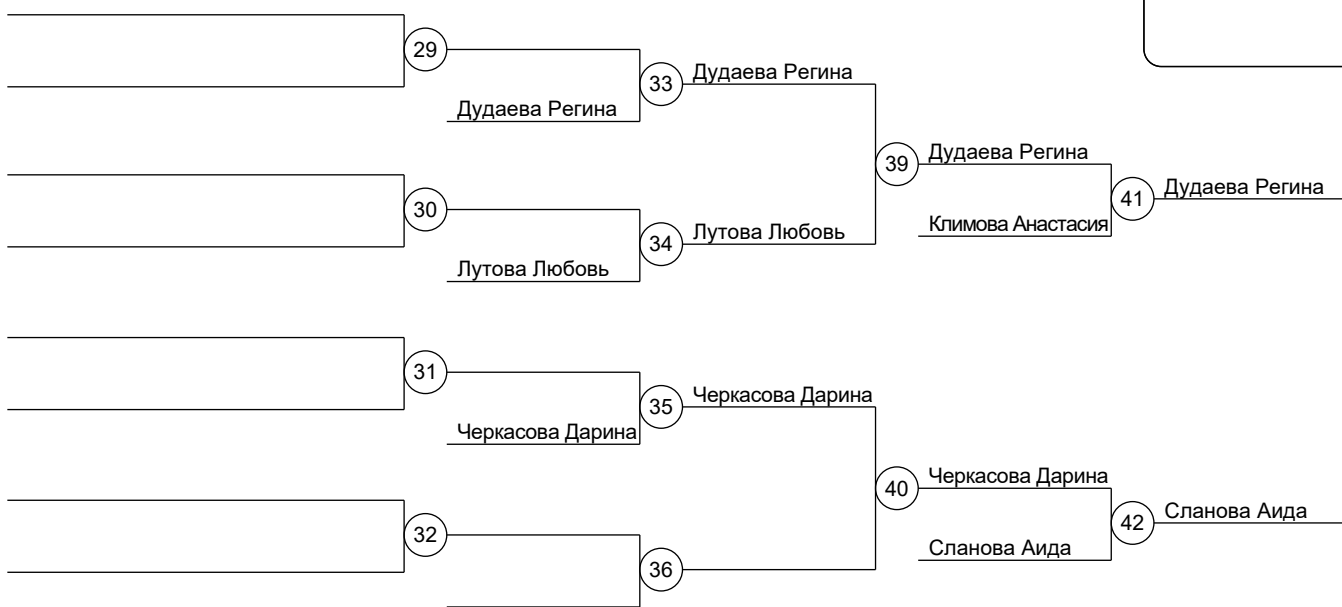 29
33
Дудаева Регина
Дудаева Регина
39
Дудаева Регина
41
Дудаева Регина
30
34
Лутова Любовь
Климова Анастасия
Лутова Любовь
31
35
Черкасова Дарина
Черкасова Дарина
40
Черкасова Дарина
42
Сланова Аида
32
36
Сланова Аида